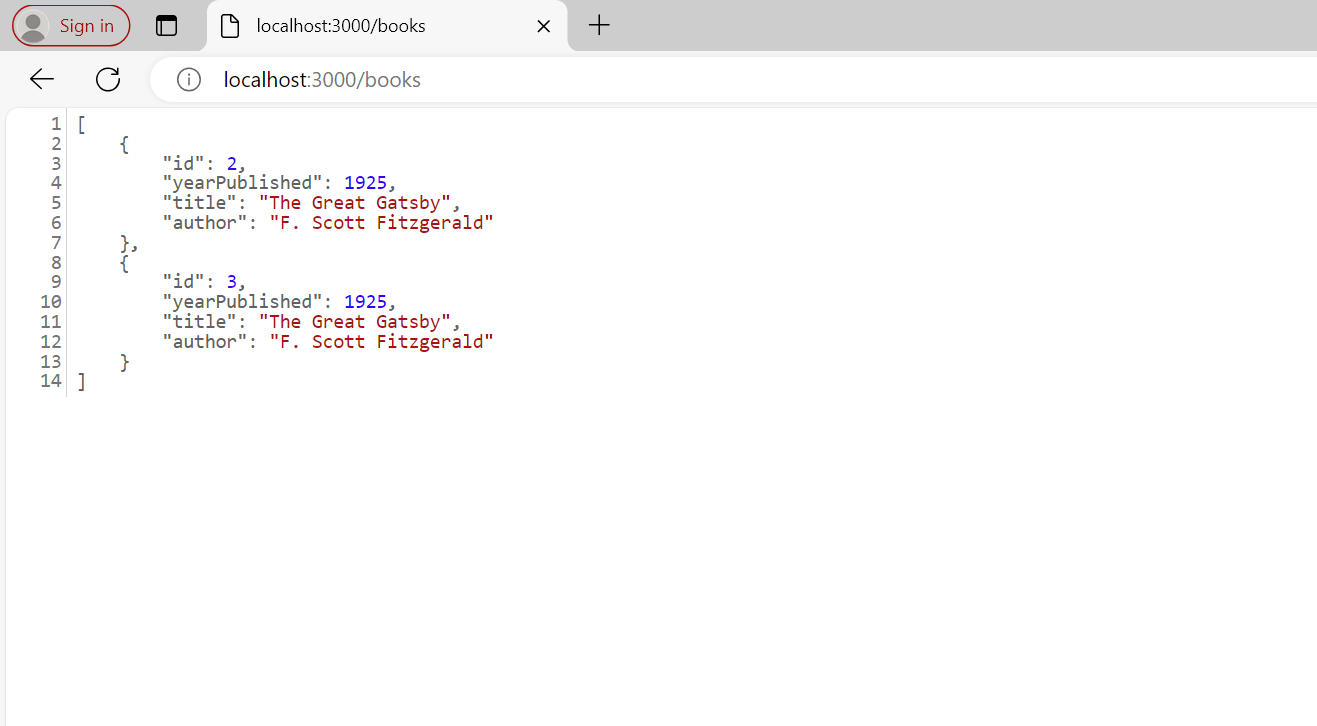 Sign in
localhost:3000/books
localhost:3000/books
1 [
2     {
3         "id": 2,
4         "yearPublished": 1925,
5         "title": "The Great Gatsby",
6         "author": "F. Scott Fitzgerald"
7     },
8     {
9         "id": 3,
10         "yearPublished": 1925,
11         "title": "The Great Gatsby",
12         "author": "F. Scott Fitzgerald"
13     }
14 ]